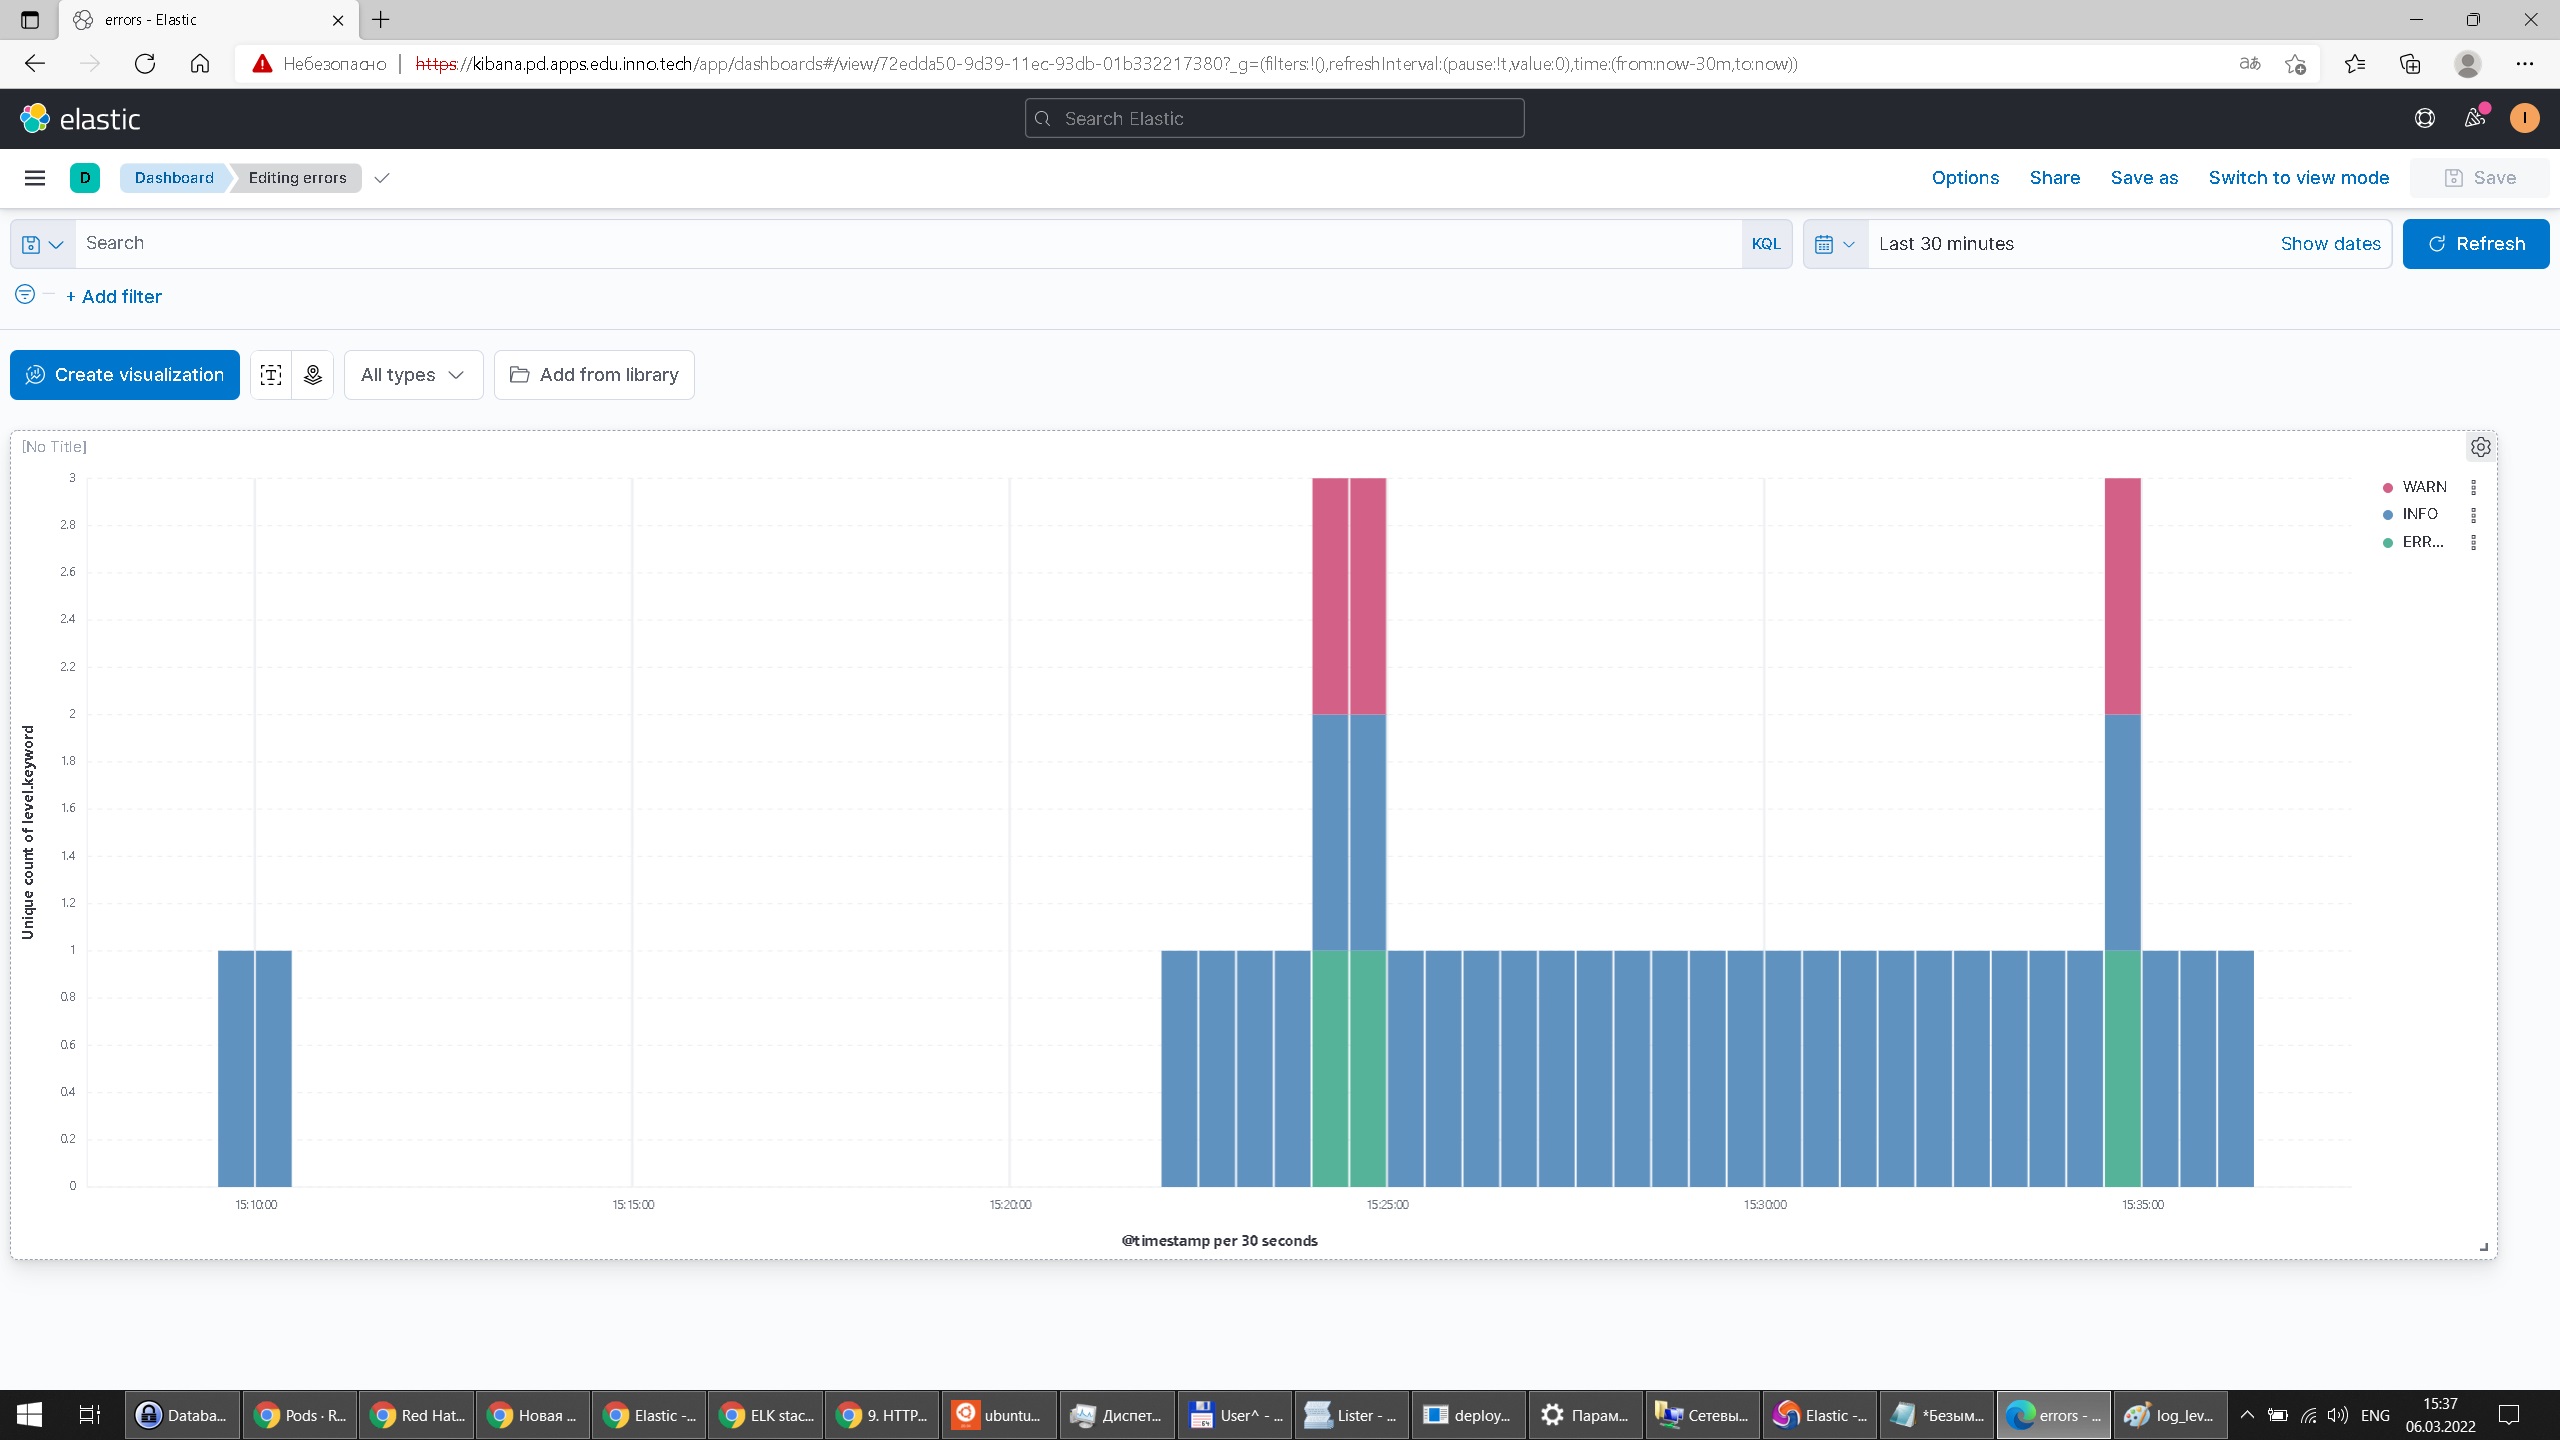 errors - Elastic
Небезопасно
https://kibana.pd.apps.edu.inno.tech/app/dashboards#/view/72edda50-9d39-11ec-93db-01b332217380?_g=(filters:!(),refreshInterval:(pause:!t,value:0),time:(from:now-30m,to:now))
elastic
Search Elastic
I
D
Dashboard
Editing errors
Options
Share
Save as
Switch to view mode
Save
Search
KQL
Last 30 minutes
Show dates
Refresh
+ Add filter
Create visualization
All types
Add from library
[No Title]
3
2.8
2.6
2.4
2.2
2
1.8
1.6
1.4
1.2
1
0.8
0.6
0.4
0.2
0
Unique count of level.keyword
WARN
INFO
ERR...
15:10:00
15:15:00
15:20:00
15:25:00
15:30:00
15:35:00
@timestamp per 30 seconds
Databa...
Pods · R...
Red Hat...
Новая ...
Elastic -...
ELK stac...
9. HTTP...
ubuntu...
Диспет...
User^ - ...
Lister - ...
deploy...
Парам...
Сетевы...
Elastic -...
*Безым...
errors - ...
log_lev...
ENG
15:37
06.03.2022